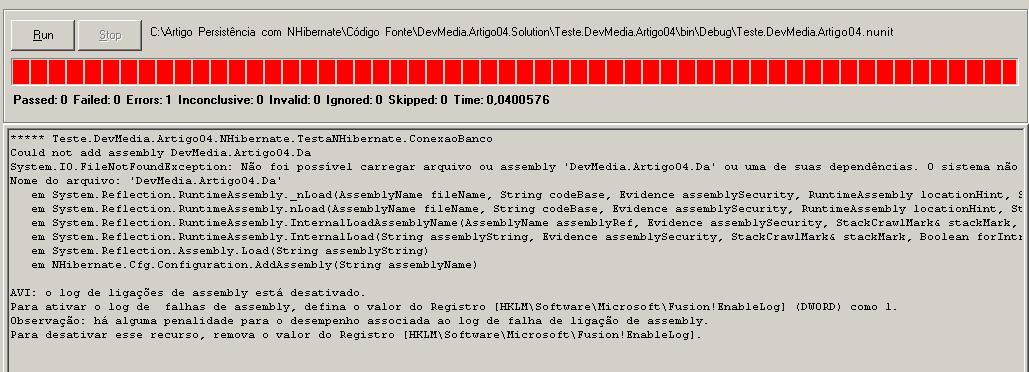 Run
Stop
C:\Artigo Persistência com NHibernate\Código Fonte\DevMedia.Artigo04.Solution\Teste.DevMedia.Artigo04\bin\Debug\Teste.DevMedia.Artigo04.nunit
Passed: 0 Failed: 0 Errors: 1 Inconclusive: 0 Invalid: 0 Ignored: 0 Skipped: 0 Time: 0,0400576
***** Teste.DevMedia.Artigo04.NHibernate.TestaNHibernate.ConexaoBanco
Could not add assembly DevMedia.Artigo04.Da
System.IO.FileNotFoundException: Não foi possível carregar arquivo ou assembly 'DevMedia.Artigo04.Da' ou uma de suas dependências. O sistema não
Nome do arquivo: 'DevMedia.Artigo04.Da'
em System.Reflection.RuntimeAssembly._nLoad(AssemblyName fileName, String codeBase, Evidence assemblySecurity, RuntimeAssembly locationHint, S
em System.Reflection.RuntimeAssembly.nLoad(AssemblyName fileName, String codeBase, Evidence assemblySecurity, RuntimeAssembly locationHint, St
em System.Reflection.RuntimeAssembly.InternalLoadAssemblyName(AssemblyName assemblyRef, Evidence assemblySecurity, StackCrawlMark& stackMark,
em System.Reflection.RuntimeAssembly.InternalLoad(String assemblyString, Evidence assemblySecurity, StackCrawlMark& stackMark, Boolean forIntr
em System.Reflection.Assembly.Load(String assemblyString)
em NHibernate.Cfg.Configuration.AddAssembly(String assemblyName)
AVI: o log de ligações de assembly está desativado.
Para ativar o log de falhas de assembly, defina o valor do Registro [HKLM\Software\Microsoft\Fusion!EnableLog] (DWORD) como 1.
Observação: há alguma penalidade para o desempenho associada ao log de falha de ligação de assembly.
Para desativar esse recurso, remova o valor do Registro [HKLM\Software\Microsoft\Fusion!EnableLog].